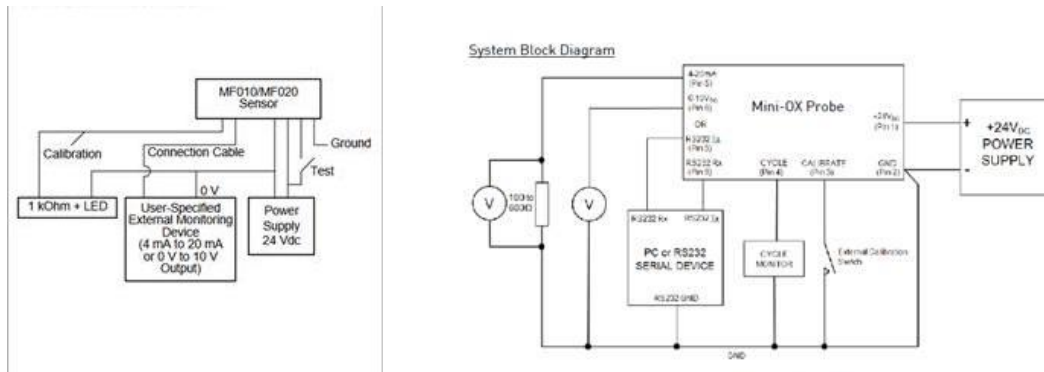 MF010/MF020
Sensor
Calibration
Connection Cable
Ground
Test
0 V
1 kOhm + LED
User-Specified
External Monitoring
Device
(4 mA to 20 mA
or 0 V to 10 V
Output)
Power
Supply
24 Vdc
System Block Diagram
4-20mA
(Pin 5)
0-10VDC
(Pin 6)
OR
RS232 Tx
(Pin 5)
RS232 Rx
Mini-OX Probe
+24VDC
(Pin 1)
CYCLE
(Pin 4)
CALIBRATE
(Pin 3)
GND
(Pin 2)
+
-
+24VDC
POWER
SUPPLY
V
V
RS232 Rx
RS232 Tx
PC or RS232
SERIAL DEVICE
RS232 GND
CYCLE
MONITOR
External Calibration
Switch
GND